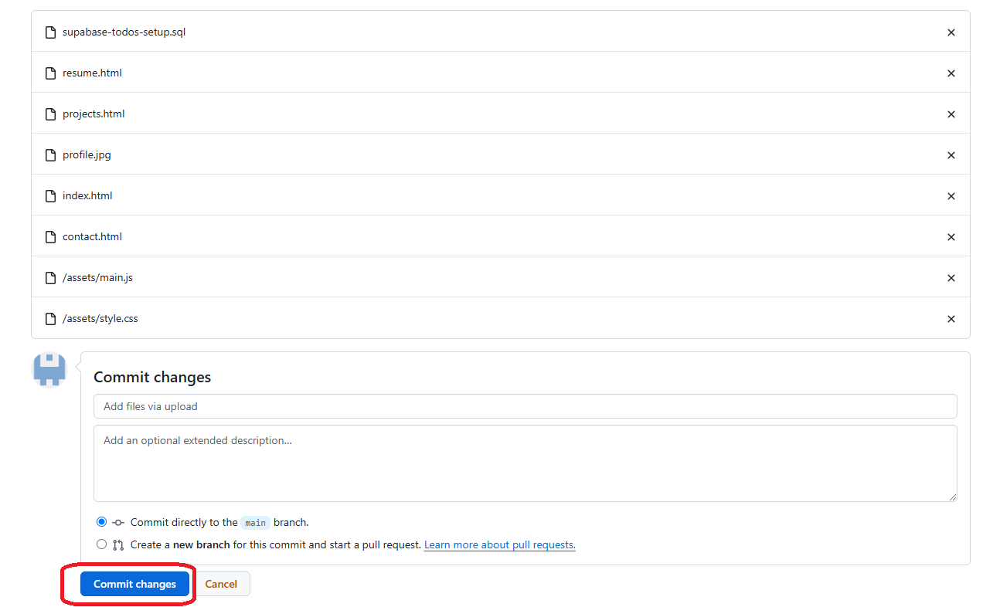 supabase-todos-setup.sql
resume.html
projects.html
profile.jpg
index.html
contact.html
/assets/main.js
/assets/style.css
Commit changes
Add files via upload
Add an optional extended description...
Commit directly to the main branch.
Create a new branch for this commit and start a pull request. Learn more about pull requests.
Commit changes Cancel